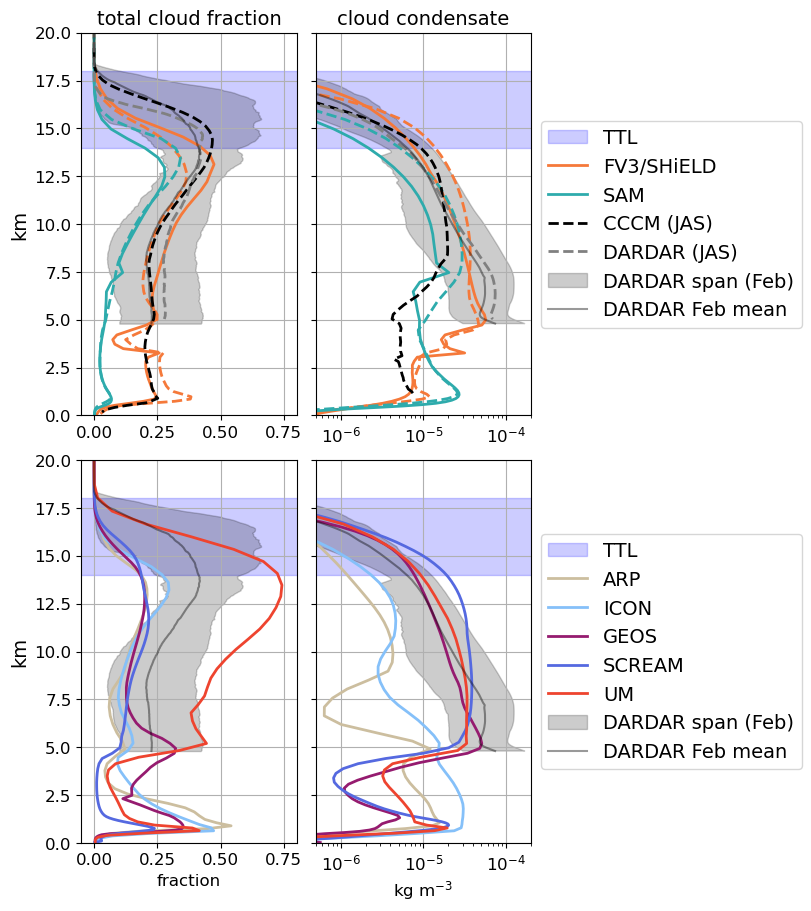 total cloud fraction
cloud condensate
20.0
17.5
15.0
12.5
10.0
7.5
5.0
2.5
0.0
km
0.00 0.25 0.50 0.75
10⁻⁶ 10⁻⁵ 10⁻⁴
TTL
FV3/SHiELD
SAM
CCCM (JAS)
DARDAR (JAS)
DARDAR span (Feb)
DARDAR Feb mean
20.0
17.5
15.0
12.5
10.0
7.5
5.0
2.5
0.0
km
0.00 0.25 0.50 0.75
fraction
10⁻⁶ 10⁻⁵ 10⁻⁴
kg m⁻³
TTL
ARP
ICON
GEOS
SCREAM
UM
DARDAR span (Feb)
DARDAR Feb mean